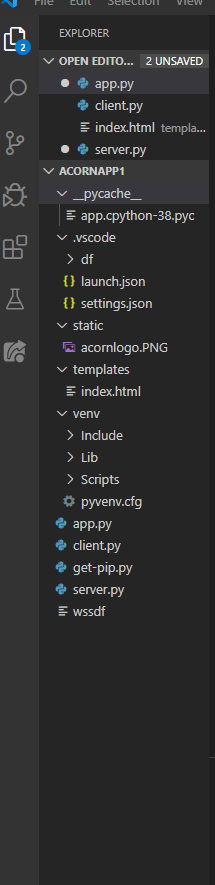 File Edit Selection View
EXPLORER
2
OPEN EDITO... 2 UNSAVED
app.py
client.py
index.html templa...
server.py
ACORNAPP1
__pycache__
app.cpython-38.pyc
.vscode
df
{} launch.json
{} settings.json
static
acornlogo.PNG
templates
index.html
venv
Include
Lib
Scripts
pyvenv.cfg
app.py
client.py
get-pip.py
server.py
wssdf